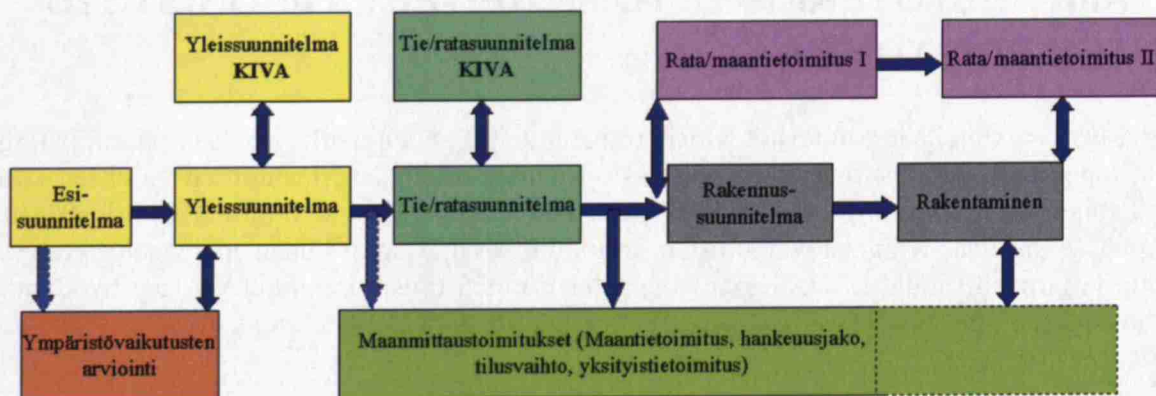 Yleissuunnitelma
KIVA
Tie/ratasuunnitelma
KIVA
Rata/maantietoimitus I
Rata/maantietoimitus II
Esi-
suunnitelma
Yleissuunnitelma
Tie/ratasuunnitelma
Rakennus-
suunnitelma
Rakentaminen
Ympäristövaikutusten
arviointi
Maanmittaustoimitukset (Maantietoimitus, hankeuusjako,
tilusvaihto, yksityistietoimitus)